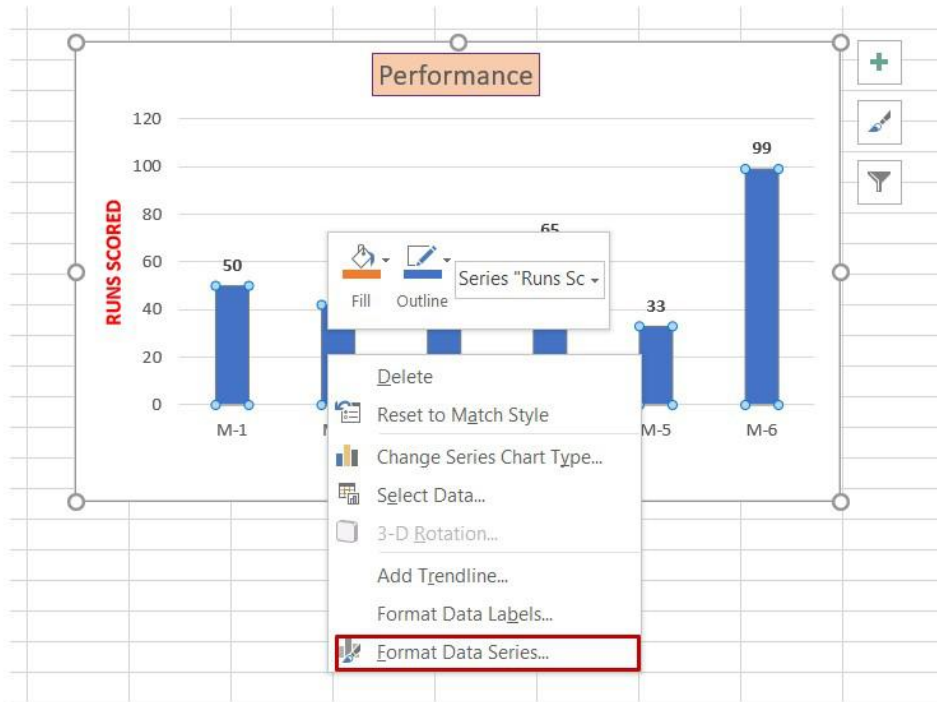 Performance
120
100
80
60
40
20
0
RUNS SCORED
50
65
33
99
M-1
M-5
M-6
Fill
Outline
Series "Runs Sc
Delete
Reset to Match Style
Change Series Chart Type...
Select Data...
3-D Rotation...
Add Trendline...
Format Data Labels...
Format Data Series...